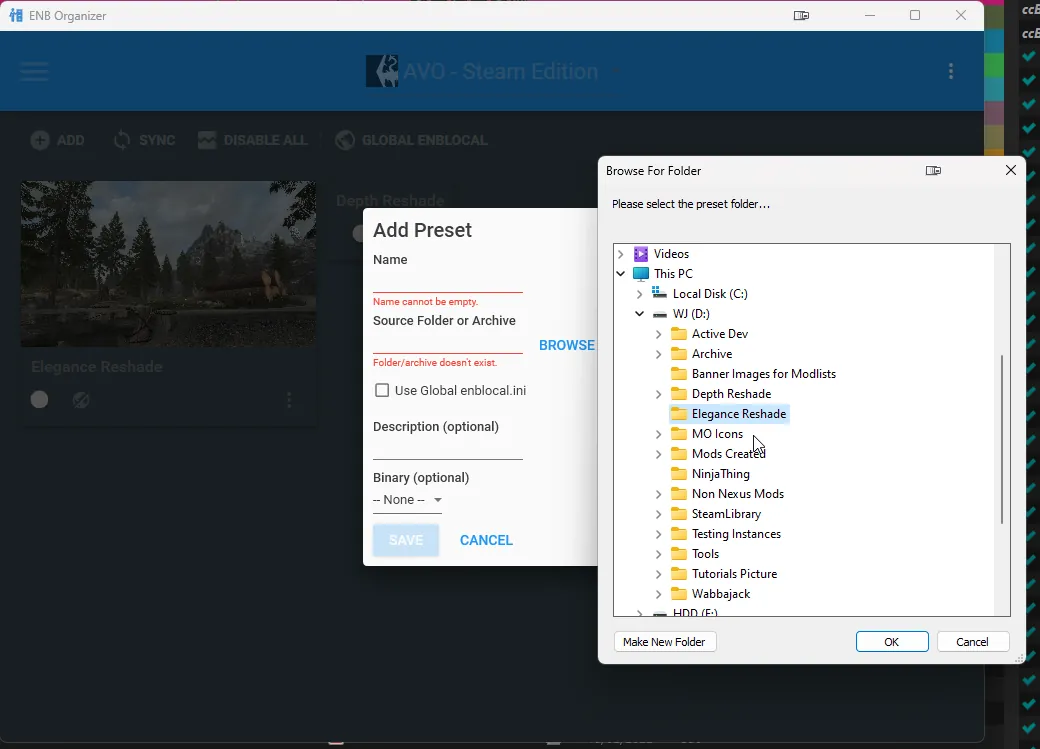 ENB Organizer
ccB
ccB
AVO - Steam Edition
ADD
SYNC
DISABLE ALL
GLOBAL ENBLOCAL
Depth Reshade
Elegance Reshade
Add Preset
Name
Name cannot be empty.
Source Folder or Archive
BROWSE
Folder/archive doesn't exist.
Use Global enblocal.ini
Description (optional)
Binary (optional)
-- None --
SAVE
CANCEL
Browse For Folder
Please select the preset folder...
Videos
This PC
Local Disk (C:)
WJ (D:)
Active Dev
Archive
Banner Images for Modlists
Depth Reshade
Elegance Reshade
MO Icons
Mods Created
NinjaThing
Non Nexus Mods
SteamLibrary
Testing Instances
Tools
Tutorials Picture
Wabbajack
HDD (F:)
Make New Folder
OK
Cancel